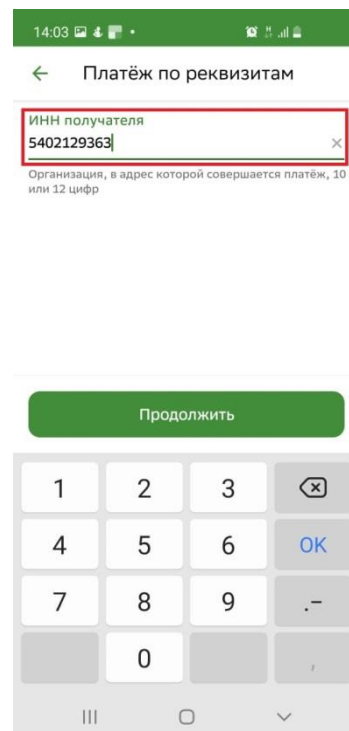 14:03
Платёж по реквизитам
ИНН получателя
5402129363
Организация, в адрес которой совершается платёж, 10
или 12 цифр
Продолжить
1 2 3
4 5 6 OK
7 8 9 .-
0 ,